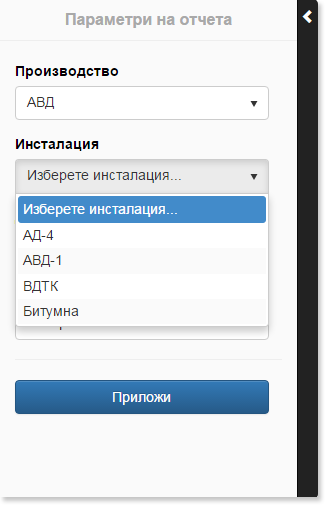 Параметри на отчета
Производство
АВД
Инсталация
Изберете инсталация...
Изберете инсталация...
АД-4
АВД-1
ВДТК
Битумна
Приложи